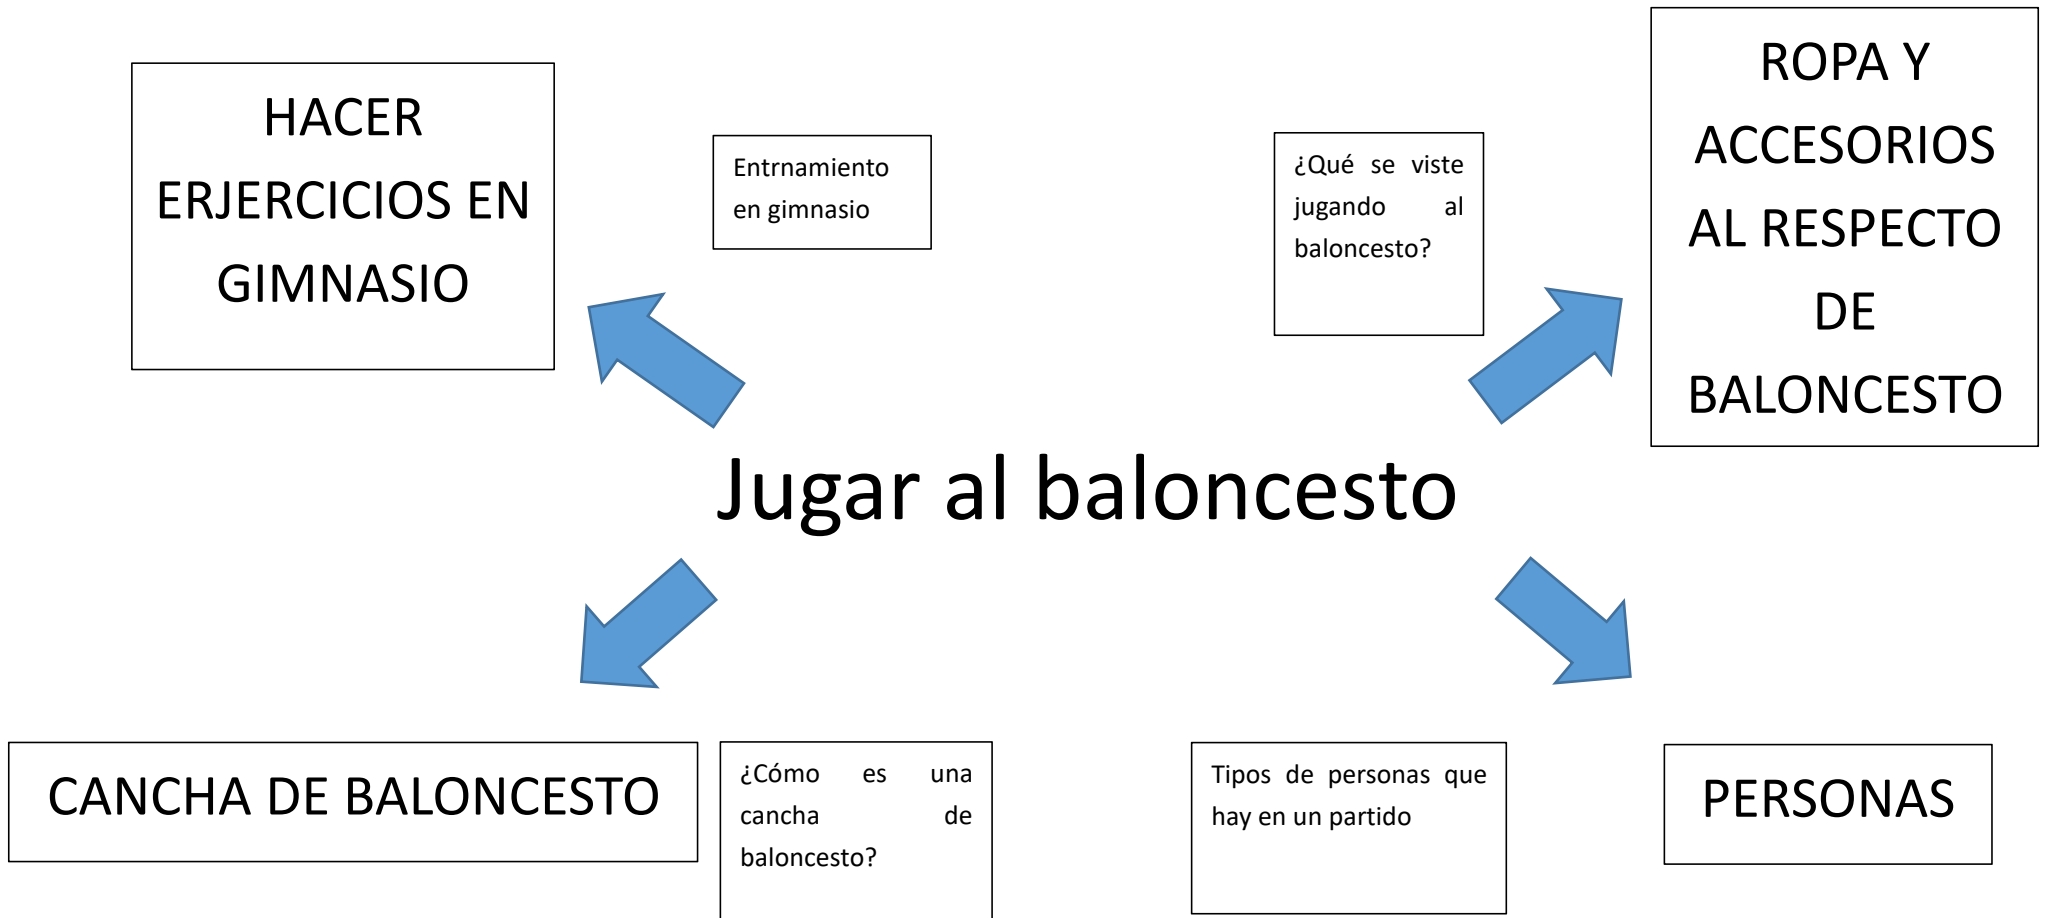 HACER
ERJERCICIOS EN
GIMNASIO
Entrnamiento
en gimnasio
¿Qué se viste
jugando al
baloncesto?
ROPA Y
ACCESORIOS
AL RESPECTO
DE
BALONCESTO
Jugar al baloncesto
CANCHA DE BALONCESTO
¿Cómo es una
cancha de
baloncesto?
Tipos de personas que
hay en un partido
PERSONAS